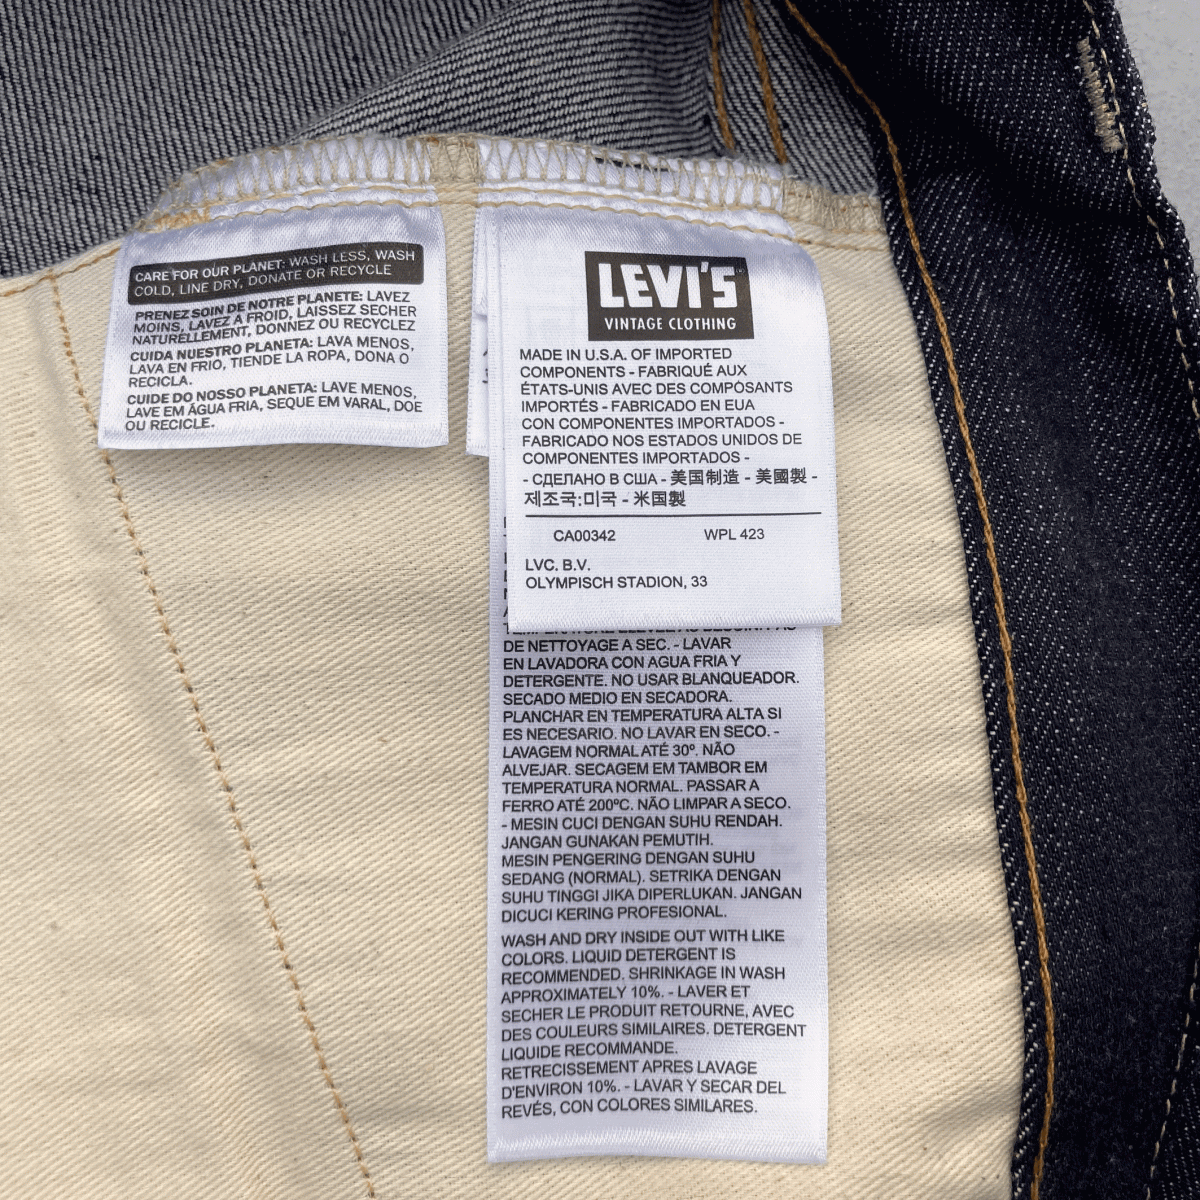 CARE FOR OUR PLANET: WASH LESS, WASH
COLD, LINE DRY, DONATE OR RECYCLE
PRENEZ SOIN DE NOTRE PLANETE: LAVEZ
MOINS, LAVEZ A FROID, LAISSEZ SECHER
NATURELLEMENT, DONNEZ OU RECYCLEZ
CUIDA NUESTRO PLANETA: LAVA MENOS,
LAVA EN FRIO, TIENDE LA ROPA, DONA O
RECICLA.
CUIDE DO NOSSO PLANETA: LAVE MENOS,
LAVE EM ÁGUA FRIA, SEQUE EM VARAL, DOE
OU RECICLE.
LEVI'S
VINTAGE CLOTHING
MADE IN U.S.A. OF IMPORTED
COMPONENTS - FABRIQUÉ AUX
ÉTATS-UNIS AVEC DES COMPOSANTS
IMPORTÉS - FABRICADO EN EUA
CON COMPONENTES IMPORTADOS -
FABRICADO NOS ESTADOS UNIDOS DE
COMPONENTES IMPORTADOS -
- СДЕЛАНО В США - 美国制造 - 美國製 -
제조국:미국 - 米国製
CA00342 WPL 423
LVC. B.V.
OLYMPISCH STADION, 33
DE NETTOYAGE A SEC. - LAVAR
EN LAVADORA CON AGUA FRIA Y
DETERGENTE. NO USAR BLANQUEADOR.
SECADO MEDIO EN SECADORA.
PLANCHAR EN TEMPERATURA ALTA SI
ES NECESARIO. NO LAVAR EN SECO. -
LAVAGEM NORMAL ATÉ 30º. NÃO
ALVEJAR. SECAGEM EM TAMBOR EM
TEMPERATURA NORMAL. PASSAR A
FERRO ATÉ 200ºC. NÃO LIMPAR A SECO.
- MESIN CUCI DENGAN SUHU RENDAH.
JANGAN GUNAKAN PEMUTIH.
MESIN PENGERING DENGAN SUHU
SEDANG (NORMAL). SETRIKA DENGAN
SUHU TINGGI JIKA DIPERLUKAN. JANGAN
DICUCI KERING PROFESIONAL.
WASH AND DRY INSIDE OUT WITH LIKE
COLORS. LIQUID DETERGENT IS
RECOMMENDED. SHRINKAGE IN WASH
APPROXIMATELY 10%. - LAVER ET
SECHER LE PRODUIT RETOURNE, AVEC
DES COULEURS SIMILAIRES. DETERGENT
LIQUIDE RECOMMANDE.
RETRECISSEMENT APRES LAVAGE
D'ENVIRON 10%. - LAVAR Y SECAR DEL
REVÉS, CON COLORES SIMILARES.